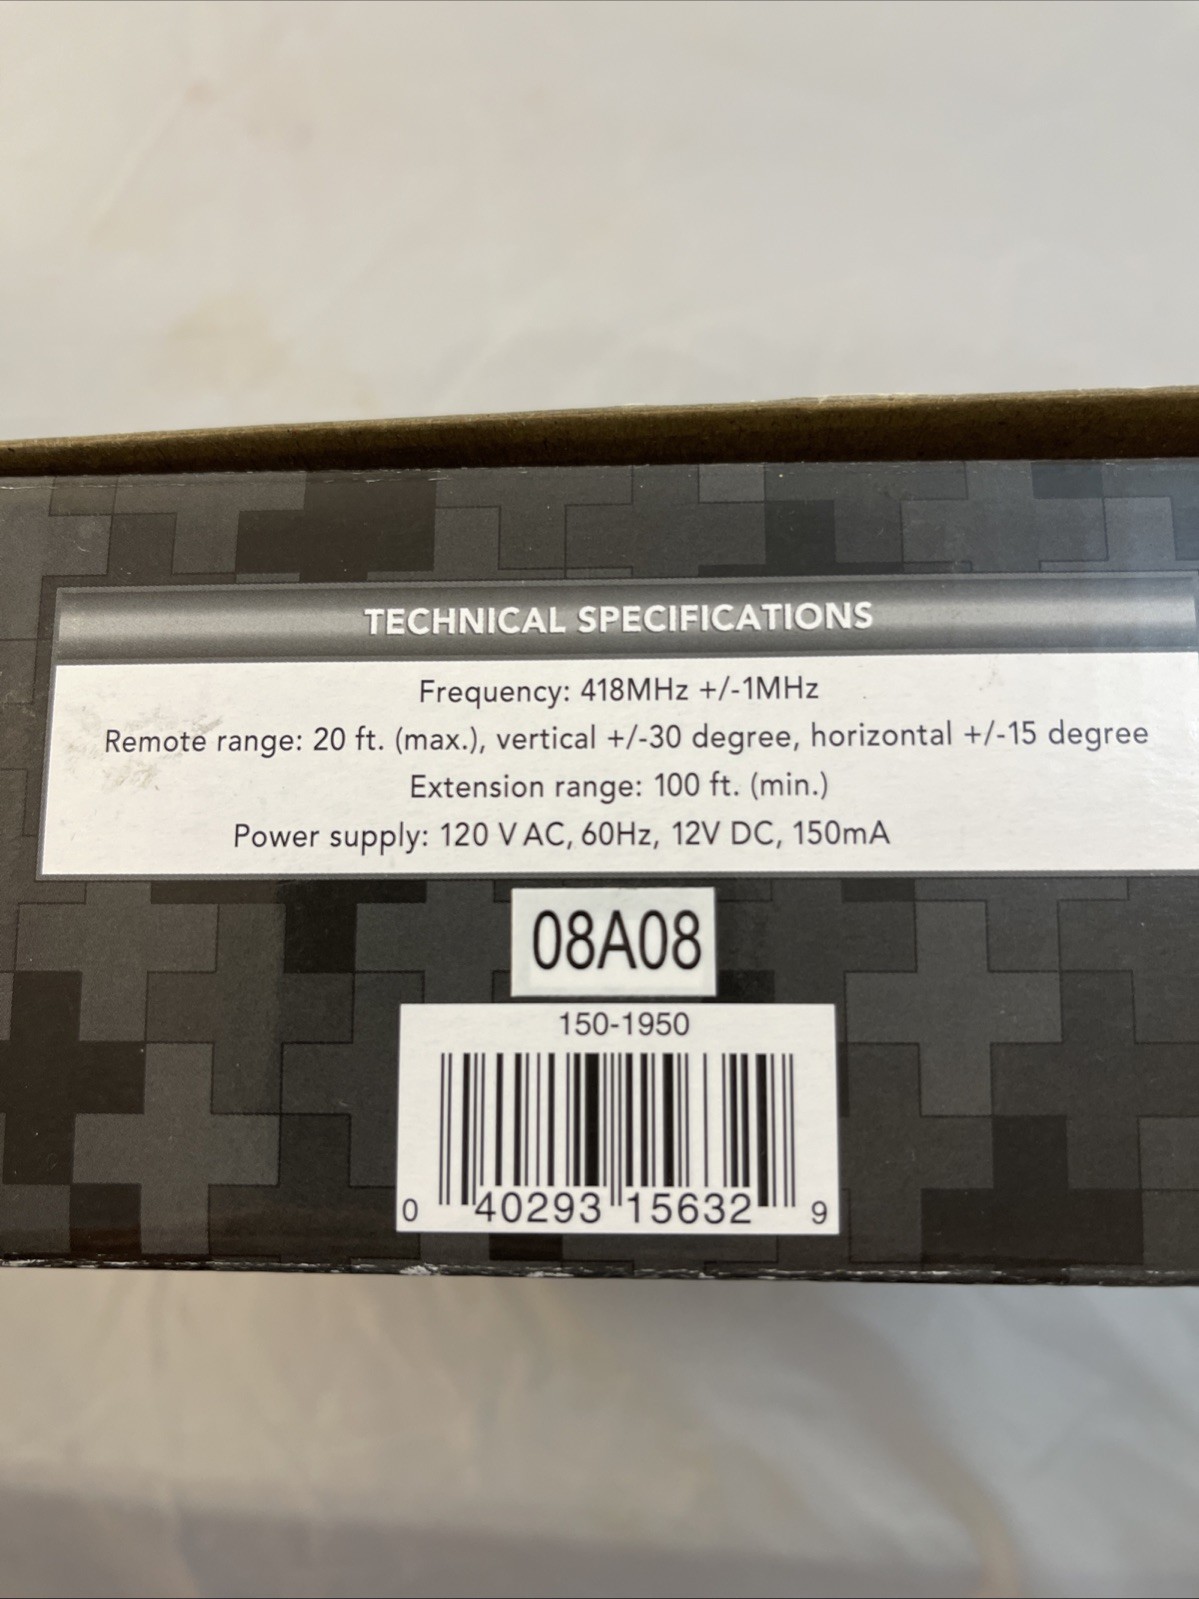 TECHNICAL SPECIFICATIONS
Frequency: 418MHz +/-1MHz
Remote range: 20 ft. (max.), vertical +/-30 degree, horizontal +/-15 degree
Extension range: 100 ft. (min.)
Power supply: 120 V AC, 60Hz, 12V DC, 150mA
08A08
150-1950
0 40293 15632 9